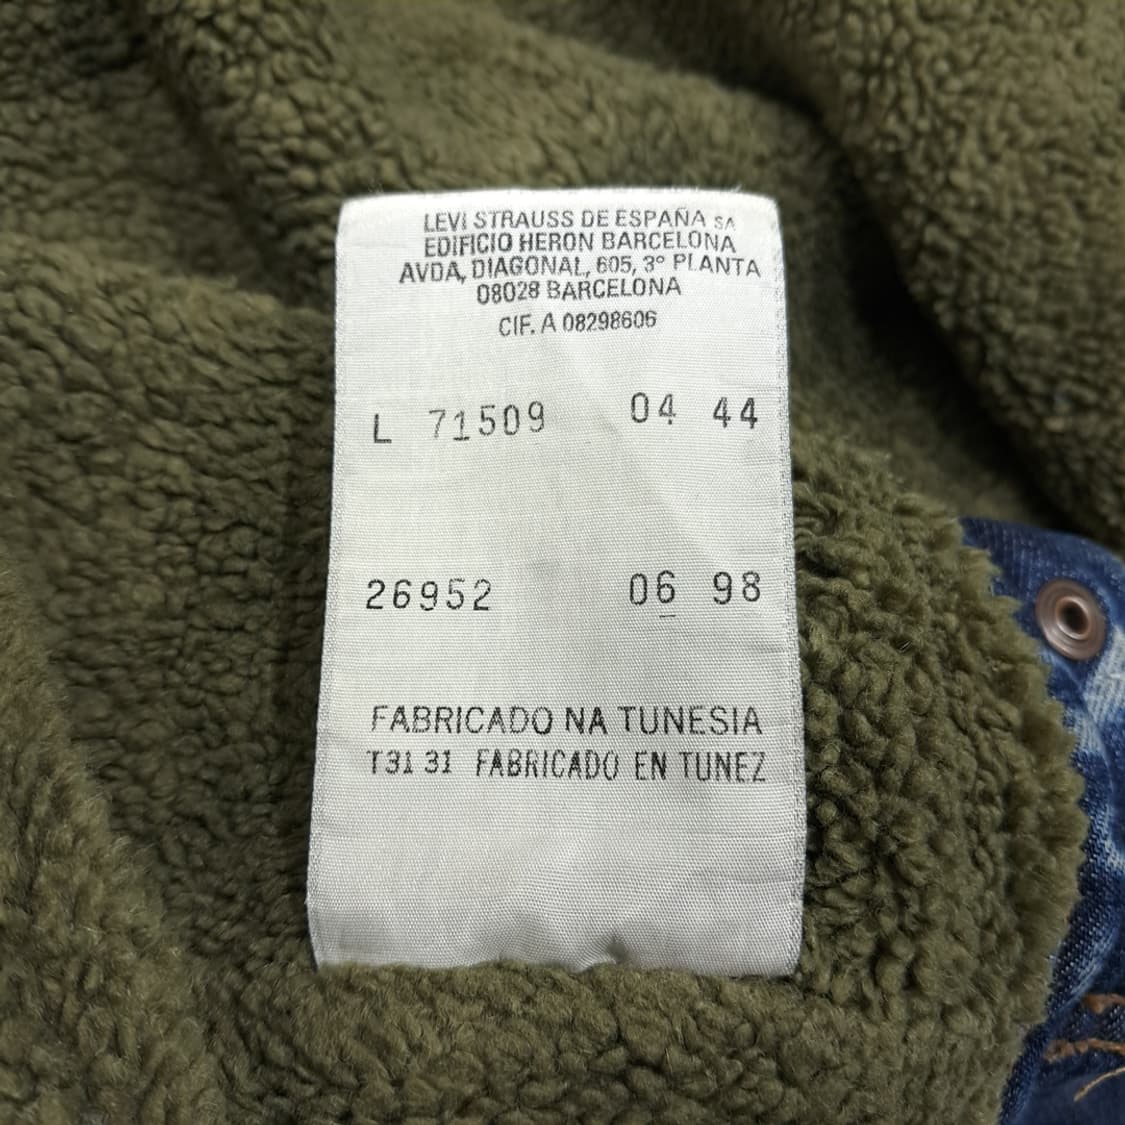 LEVI STRAUSS DE ESPAÑA SA
EDIFICIO HERON BARCELONA
AVDA, DIAGONAL, 605, 3° PLANTA
08028 BARCELONA
CIF. A 08298606
L 71509 04 44
26952 06 98
FABRICADO NA TUNESIA
T31 31 FABRICADO EN TUNEZ